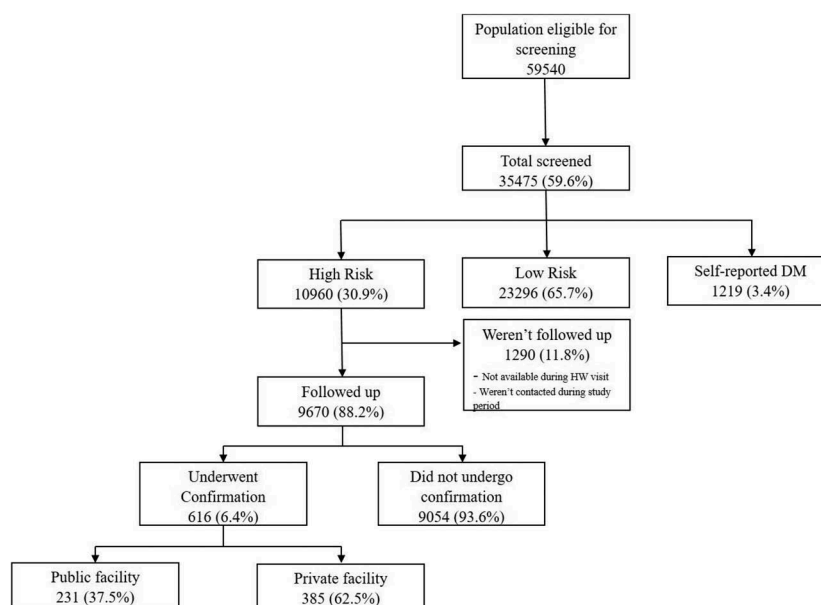 Population eligible for
screening
59540
Total screened
35475 (59.6%)
High Risk
10960 (30.9%)
Low Risk
23296 (65.7%)
Self-reported DM
1219 (3.4%)
Weren’t followed up
1290 (11.8%)
- Not available during HW visit
- Weren’t contacted during study
period
Followed up
9670 (88.2%)
Underwent
Confirmation
616 (6.4%)
Did not undergo
confirmation
9054 (93.6%)
Public facility
231 (37.5%)
Private facility
385 (62.5%)